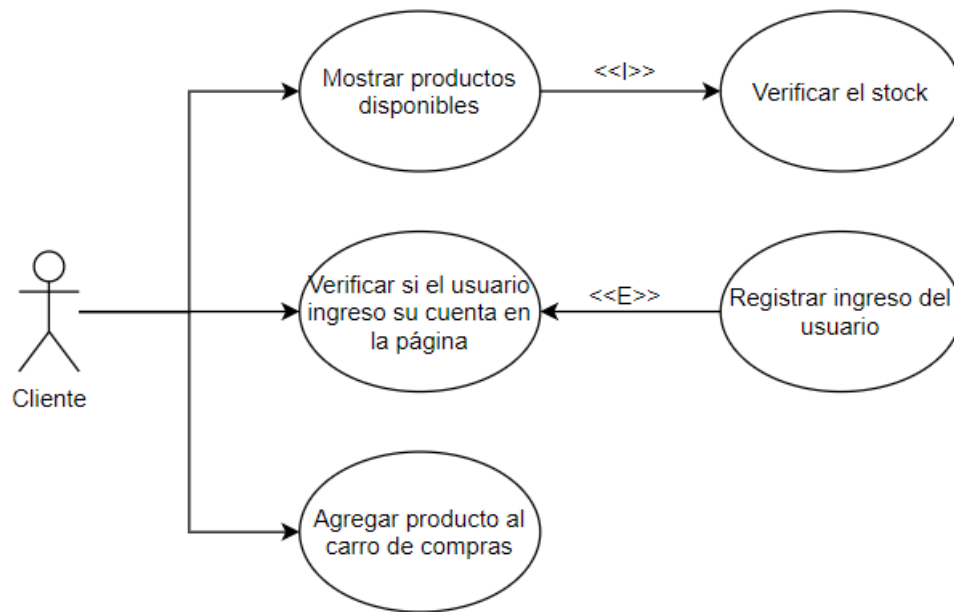 Mostrar productos
disponibles
<<I>>
Verificar el stock
Verificar si el usuario
ingreso su cuenta en
la página
<<E>>
Registrar ingreso del
usuario
Cliente
Agregar producto al
carro de compras